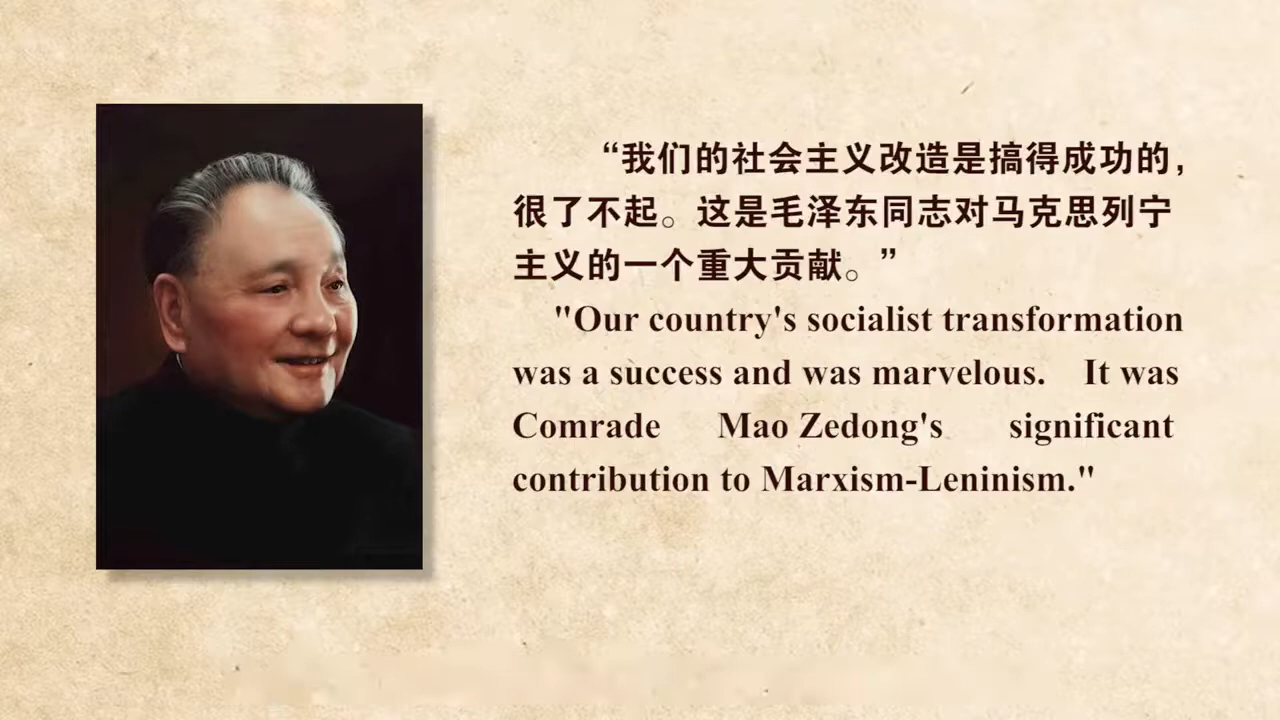 “我们的社会主义改造是搞得成功的，
很了不起。这是毛泽东同志对马克思列宁
主义的一个重大贡献。”
"Our country's socialist transformation
was a success and was marvelous. It was
Comrade Mao Zedong's significant
contribution to Marxism-Leninism."